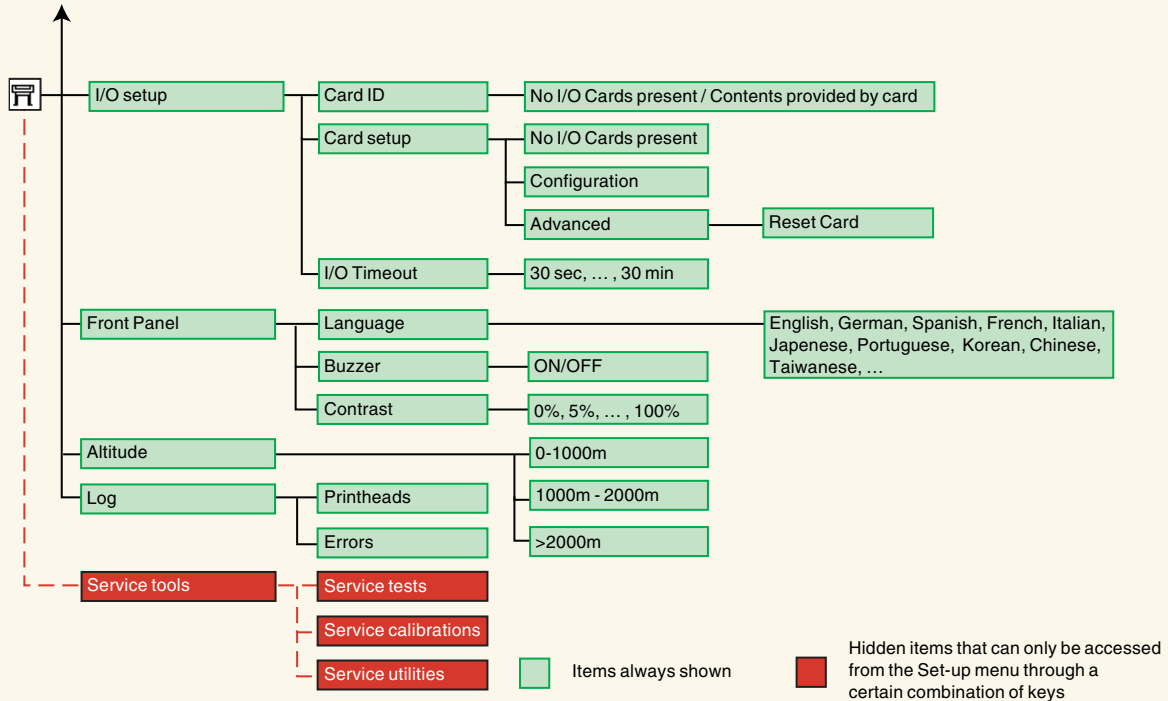 I/O setup
Card ID
No I/O Cards present / Contents provided by card
Card setup
No I/O Cards present
Configuration
Advanced
Reset Card
I/O Timeout
30 sec, ... , 30 min
Front Panel
Language
English, German, Spanish, French, Italian,
Japenese, Portuguese, Korean, Chinese,
Taiwanese, ...
Buzzer
ON/OFF
Contrast
0%, 5%, ... , 100%
Altitude
0-1000m
1000m - 2000m
>2000m
Log
Printheads
Errors
Service tools
Service tests
Service calibrations
Service utilities
Items always shown
Hidden items that can only be accessed
from the Set-up menu through a
certain combination of keys